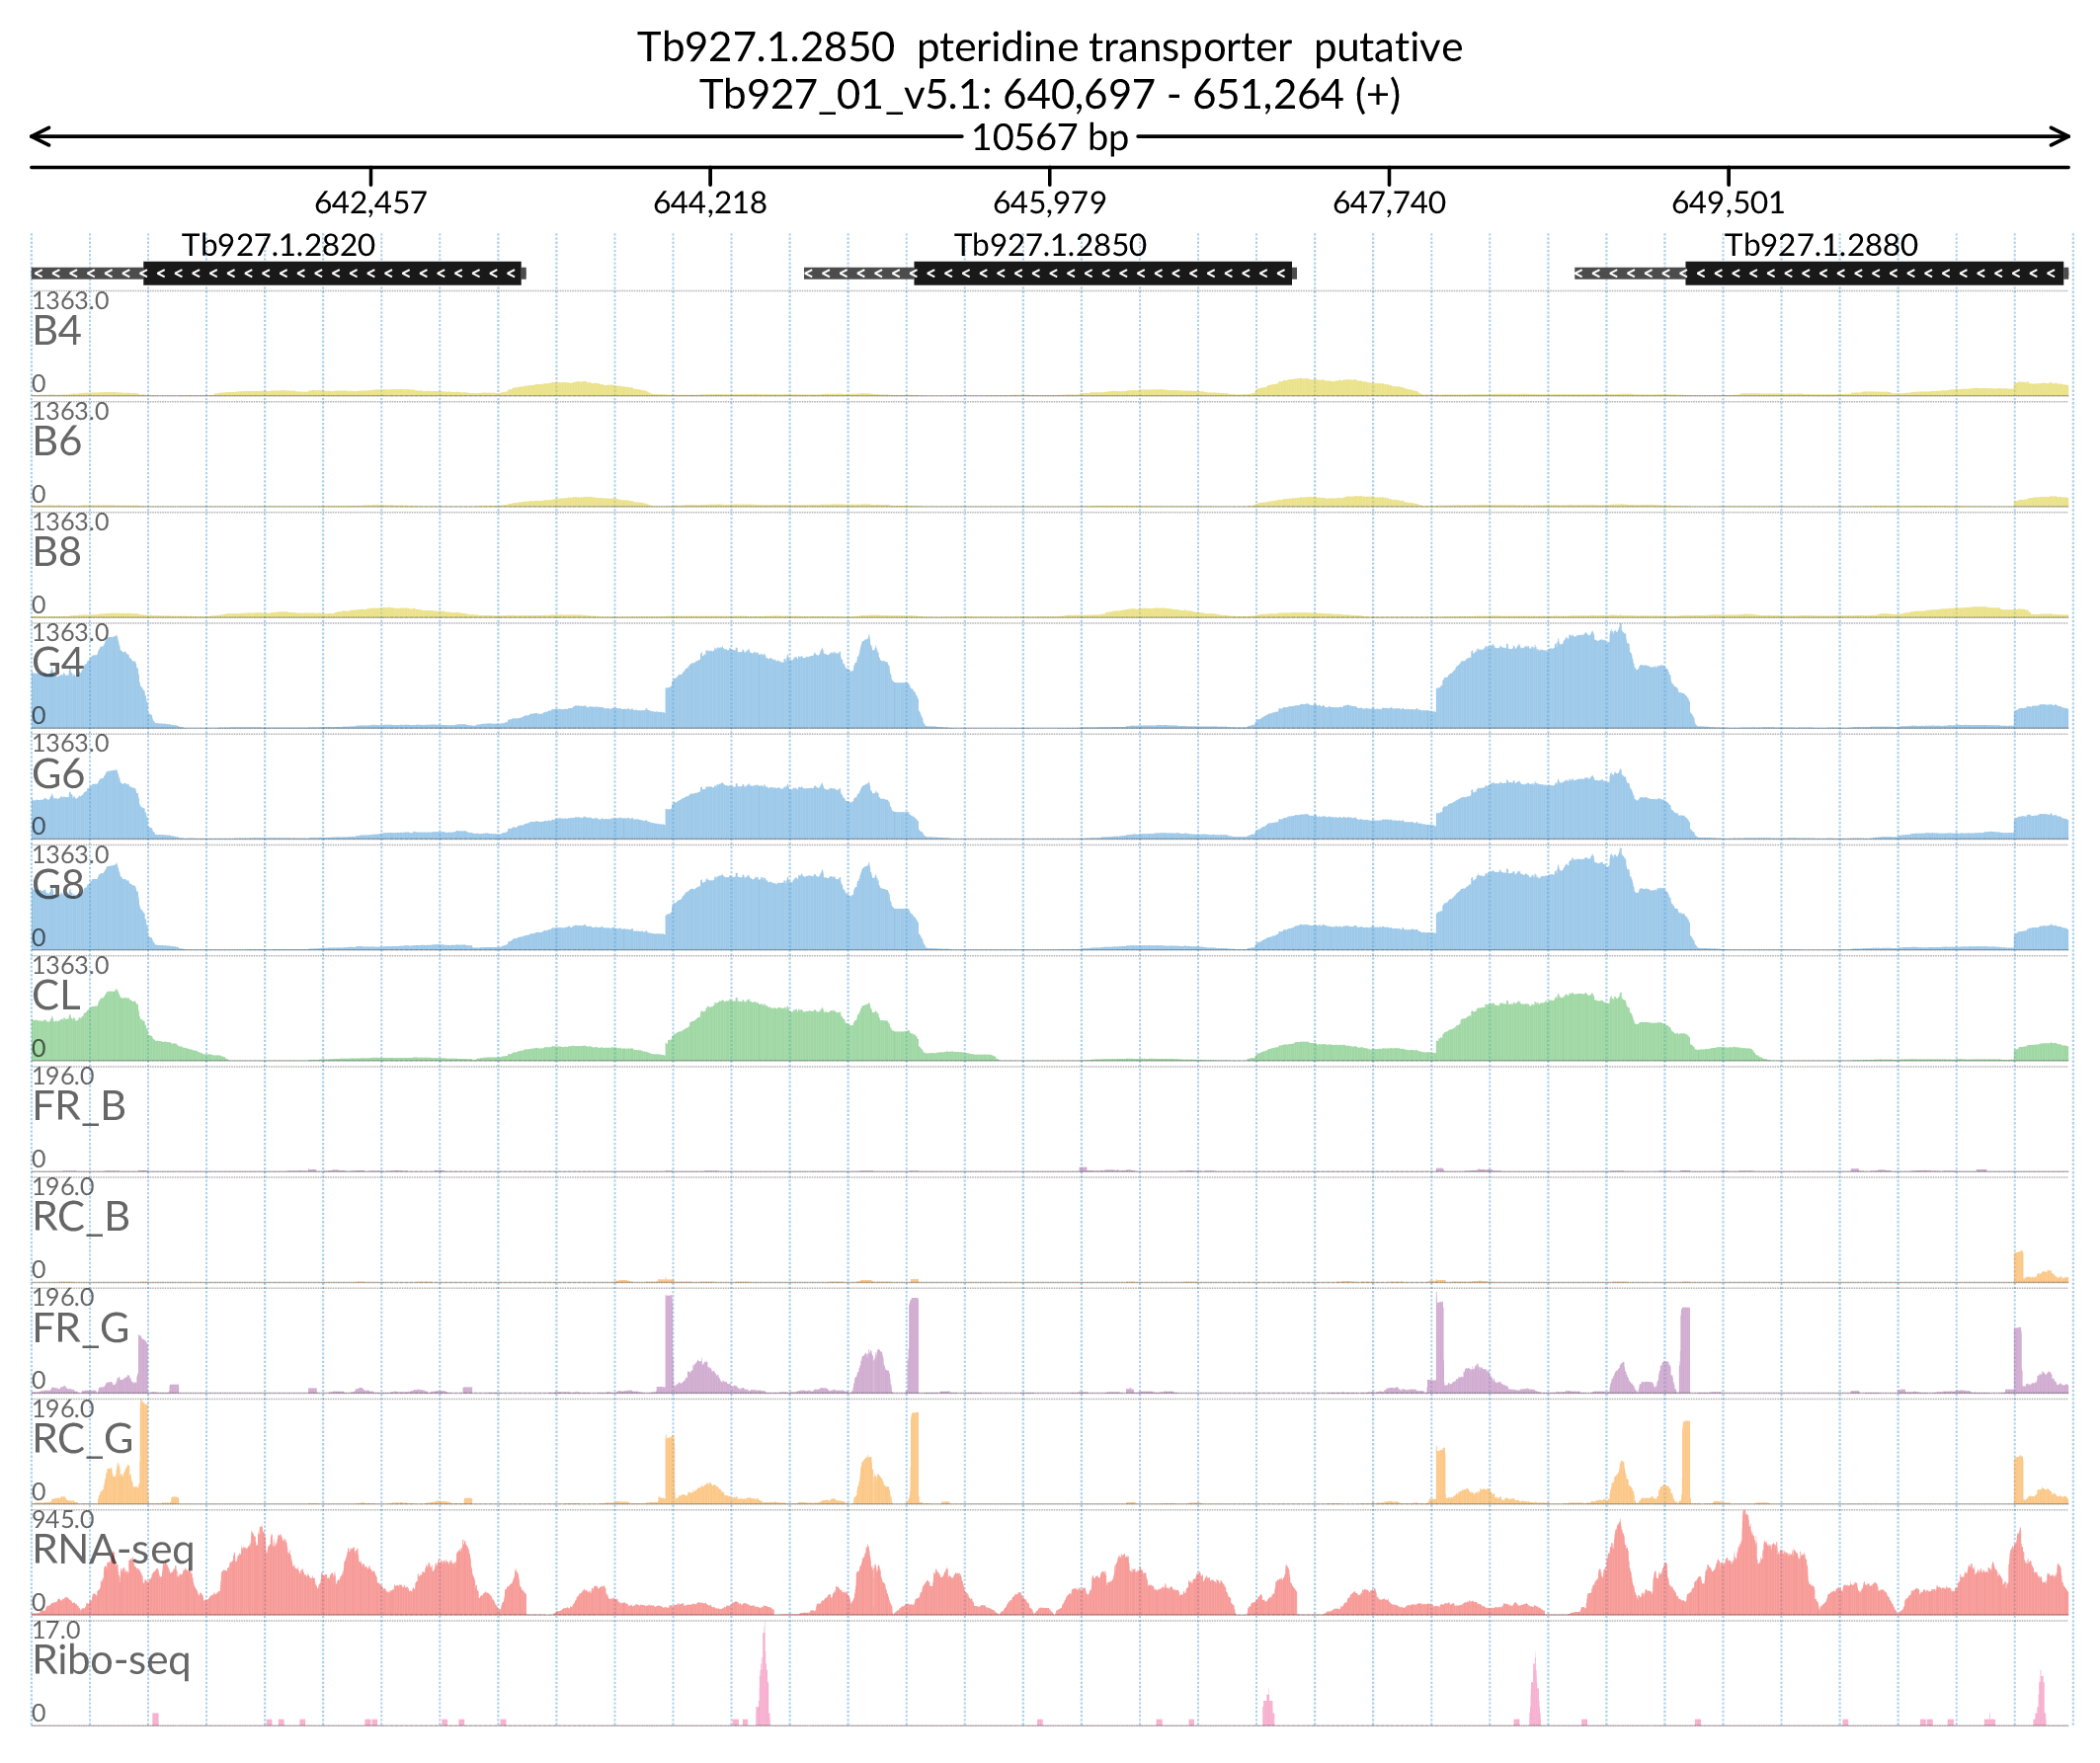 Tb927.1.2850 pteridine transporter putative
Tb927_01_v5.1: 640,697 - 651,264 (+)
10567 bp
642,457 644,218 645,979 647,740 649,501
Tb927.1.2820 Tb927.1.2850 Tb927.1.2880
1363.0
B4
0
1363.0
B6
0
1363.0
B8
0
1363.0
G4
0
1363.0
G6
0
1363.0
G8
0
1363.0
CL
0
196.0
FR_B
0
196.0
RC_B
0
196.0
FR_G
0
196.0
RC_G
0
945.0
RNA-seq
0
17.0
Ribo-seq
0